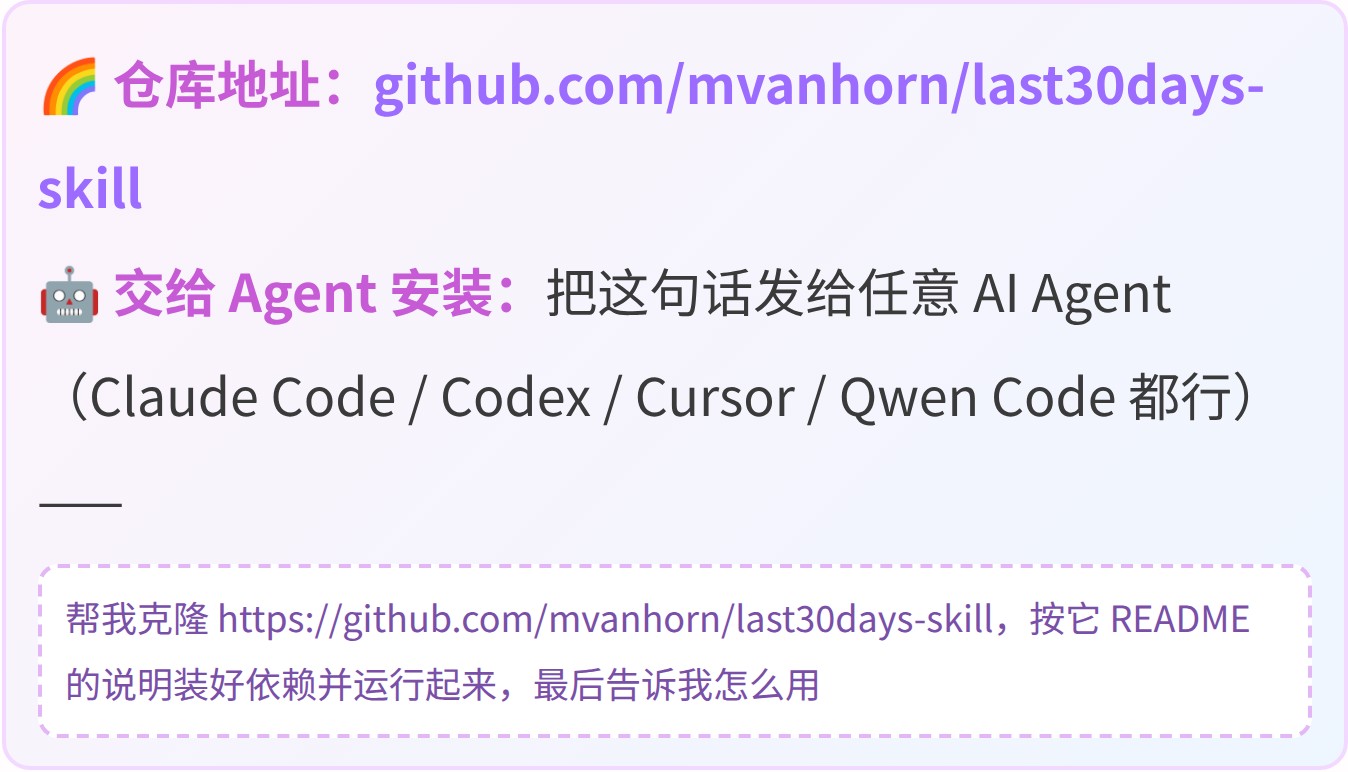 🌈 仓库地址：github.com/mvanhorn/last30days-
skill
🤖 交给 Agent 安装：把这句话发给任意 AI Agent
（Claude Code / Codex / Cursor / Qwen Code 都行）
——
帮我克隆 https://github.com/mvanhorn/last30days-skill，按它 README
的说明装好依赖并运行起来，最后告诉我怎么用